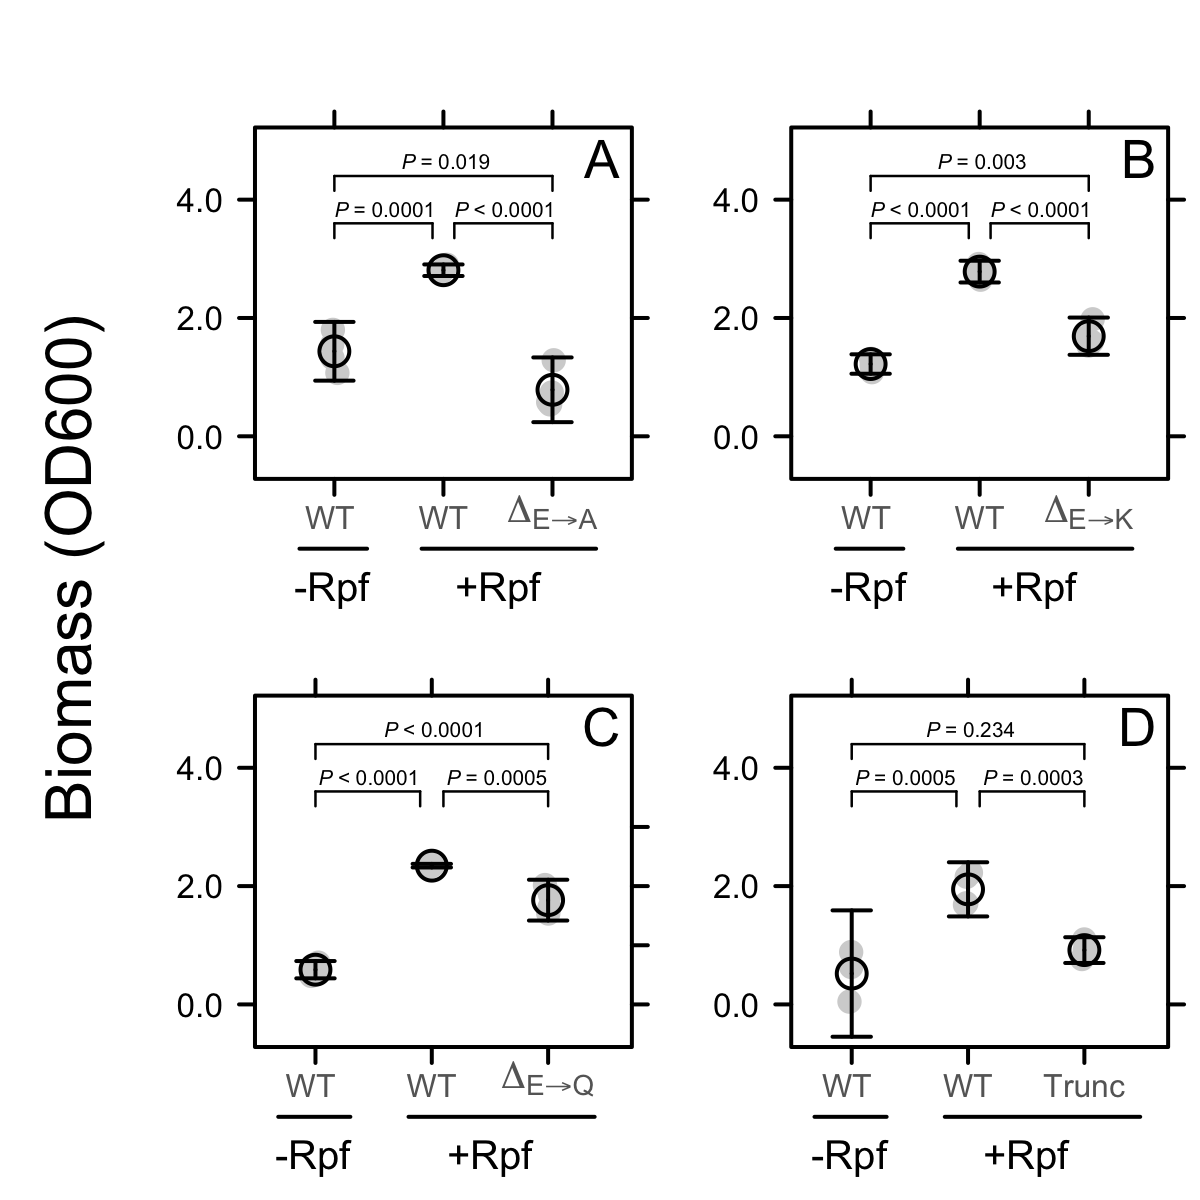 Biomass (OD600)
A
P = 0.019
P = 0.0001 P < 0.0001
4.0
2.0
0.0
WT WT ΔE→A
-Rpf +Rpf
B
P = 0.003
P < 0.0001 P < 0.0001
4.0
2.0
0.0
WT WT ΔE→K
-Rpf +Rpf
C
P < 0.0001
P < 0.0001 P = 0.0005
4.0
2.0
0.0
WT WT ΔE→Q
-Rpf +Rpf
D
P = 0.234
P = 0.0005 P = 0.0003
4.0
2.0
0.0
WT WT Trunc
-Rpf +Rpf